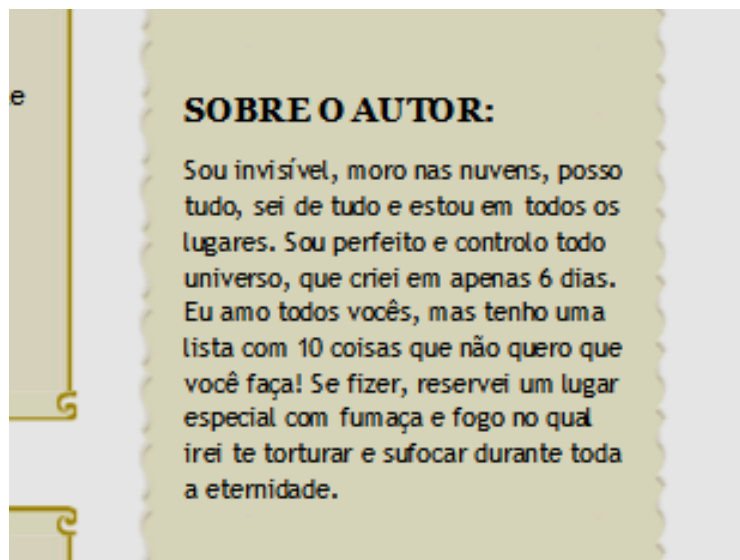 e
SOBRE O AUTOR:
Sou invisível, moro nas nuvens, posso
tudo, sei de tudo e estou em todos os
lugares. Sou perfeito e controlo todo
universo, que criei em apenas 6 dias.
Eu amo todos vocês, mas tenho uma
lista com 10 coisas que não quero que
você faça! Se fizer, reservei um lugar
especial com fumaça e fogo no qual
irei te torturar e sufocar durante toda
a eternidade.